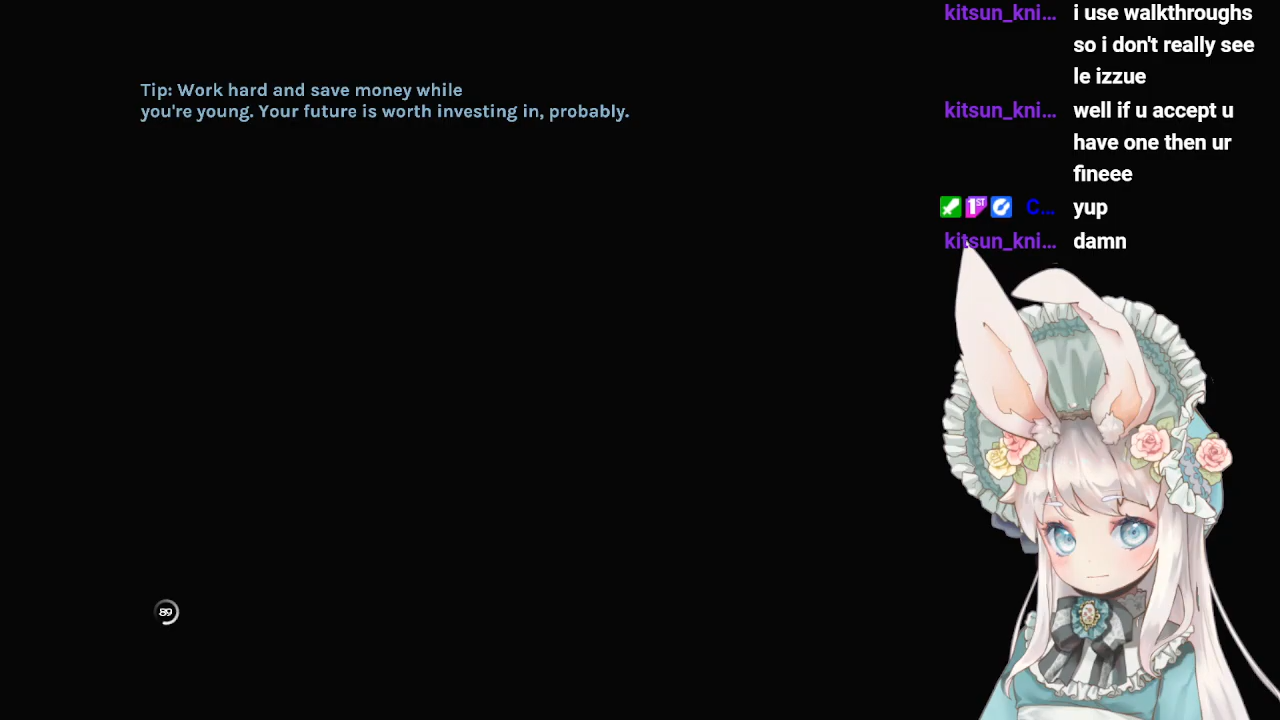 kitsun_kni... i use walkthroughs
so i don't really see
le izzue
Tip: Work hard and save money while
you're young. Your future is worth investing in, probably.
kitsun_kni... well if u accept u
have one then ur
fineee
1ST C... yup
kitsun_kni... damn
89